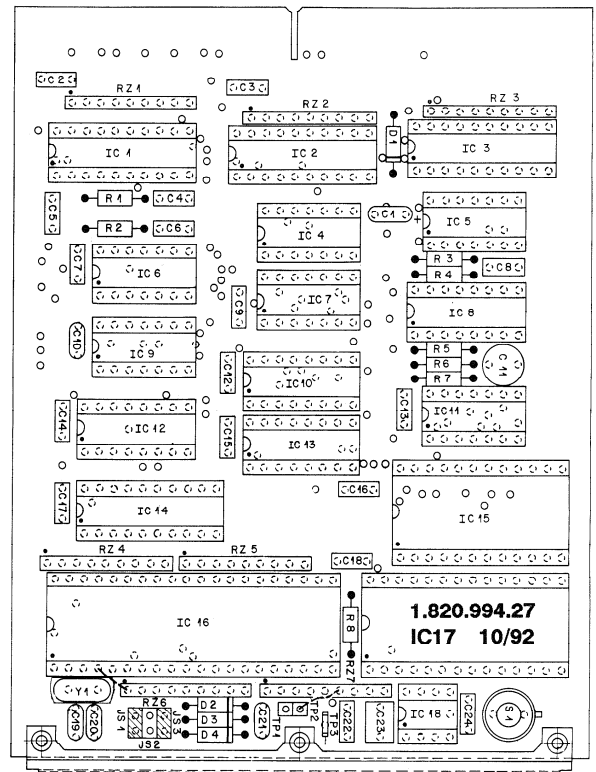 C2
RZ1
C3
RZ2
RZ3
IC1
IC2
D1
IC3
C5
R1
C4
R2
C6
IC4
C1
+
IC5
C7
IC6
R3
R4
C8
C9
IC7
IC8
C10
IC9
R5
R6
R7
C11
C12
IC10
C13
IC11
C14
IC12
C15
IC13
C17
IC14
C16
IC15
RZ4
RZ5
C18
IC16
R8
1.820.994.27
IC17 10/92
RZ7
Y1
RZ6
D2
D3
D4
JS1
JS3
JS2
C19
C20
C21
TP1
TP2
TP3
C22
C23
IC18
C24
S1